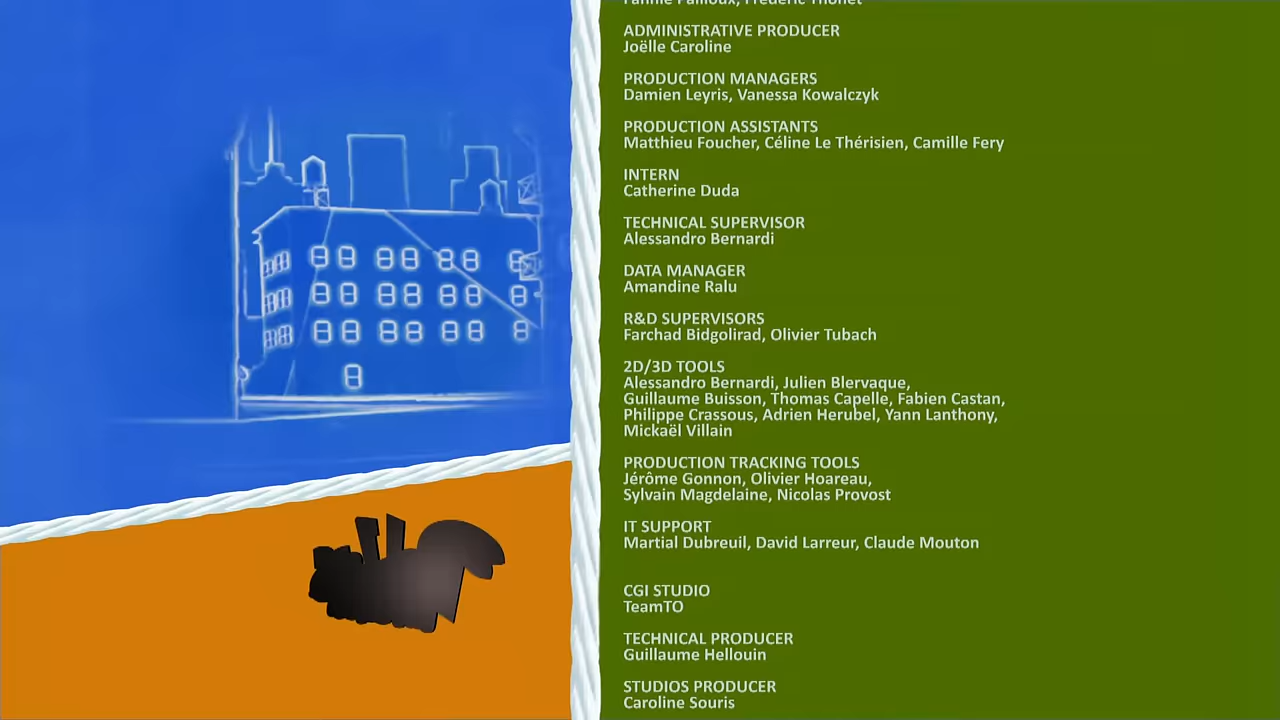 Fannie Pailloux, Frédéric Thonet
ADMINISTRATIVE PRODUCER
Joëlle Caroline
PRODUCTION MANAGERS
Damien Leyris, Vanessa Kowalczyk
PRODUCTION ASSISTANTS
Matthieu Foucher, Céline Le Thérisien, Camille Fery
INTERN
Catherine Duda
TECHNICAL SUPERVISOR
Alessandro Bernardi
DATA MANAGER
Amandine Ralu
R&D SUPERVISORS
Farchad Bidgolirad, Olivier Tubach
2D/3D TOOLS
Alessandro Bernardi, Julien Blervaque,
Guillaume Buisson, Thomas Capelle, Fabien Castan,
Philippe Crassous, Adrien Herubel, Yann Lanthony,
Mickaël Villain
PRODUCTION TRACKING TOOLS
Jérôme Gonnon, Olivier Hoareau,
Sylvain Magdelaine, Nicolas Provost
IT SUPPORT
Martial Dubreuil, David Larreur, Claude Mouton
CGI STUDIO
TeamTO
TECHNICAL PRODUCER
Guillaume Hellouin
STUDIOS PRODUCER
Caroline Souris